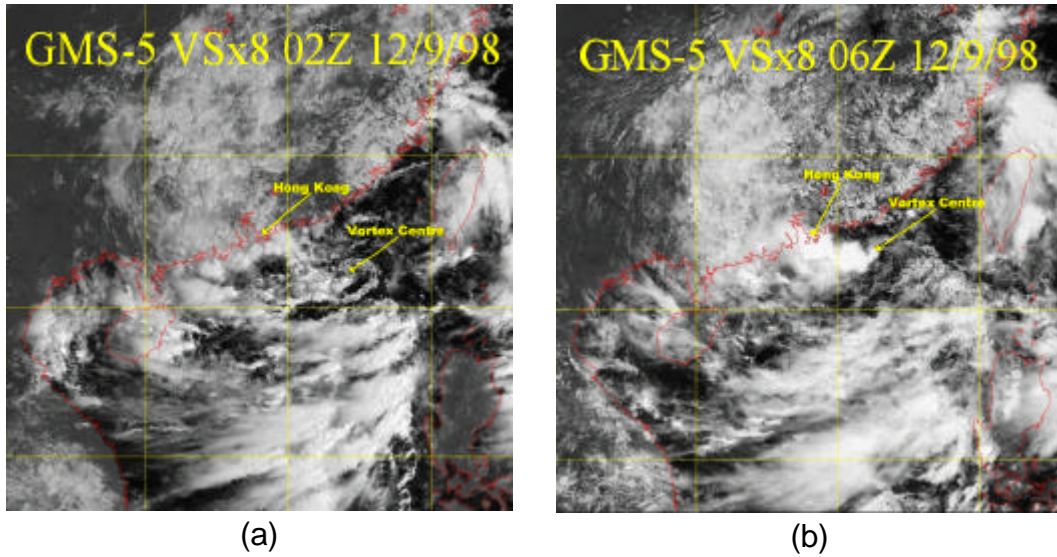 GMS-5 VSx8 02Z 12/9/98
Hong Kong
Vortex Centre
(a)
GMS-5 VSx8 06Z 12/9/98
Hong Kong
Vortex Centre
(b)